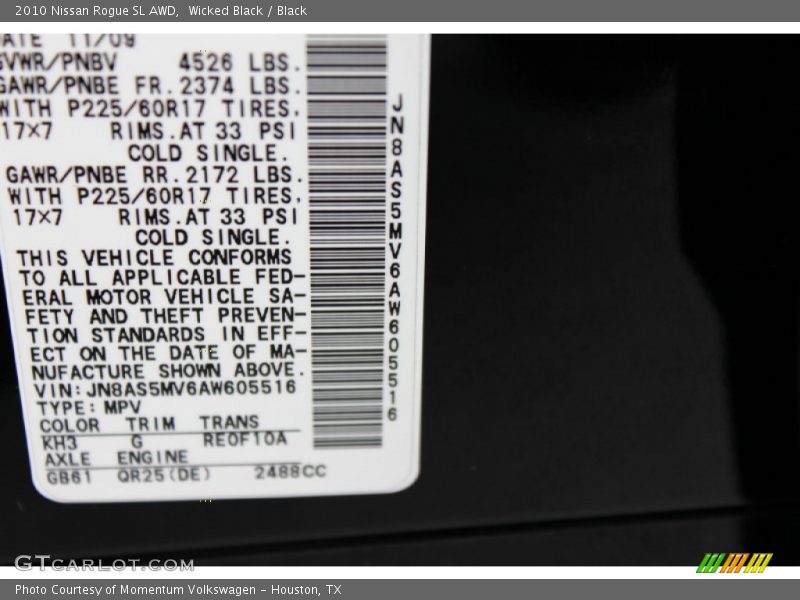 2010 Nissan Rogue SL AWD, Wicked Black / Black
ATE 11/09
GVWR/PNBV 4526 LBS.
GAWR/PNBE FR. 2374 LBS.
WITH P225/60R17 TIRES,
17X7 RIMS. AT 33 PSI
COLD SINGLE.
GAWR/PNBE RR. 2172 LBS.
WITH P225/60R17 TIRES,
17X7 RIMS. AT 33 PSI
COLD SINGLE.
THIS VEHICLE CONFORMS
TO ALL APPLICABLE FED-
ERAL MOTOR VEHICLE SA-
FETY AND THEFT PREVEN-
TION STANDARDS IN EFF-
ECT ON THE DATE OF MA-
NUFACTURE SHOWN ABOVE.
VIN: JN8AS5MV6AW605516
TYPE: MPV
COLOR TRIM TRANS
KH3 G RE0F10A
AXLE ENGINE
GB61 QR25(DE) 2488CC
JN8AS5MV6AW605516
GTCARLOT.COM
Photo Courtesy of Momentum Volkswagen - Houston, TX